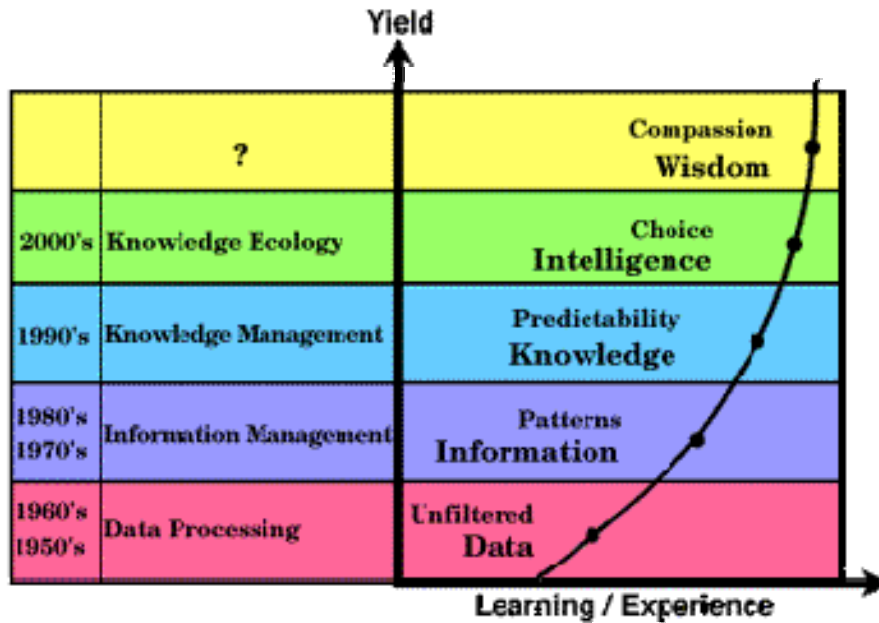 Yield
?
Compassion
Wisdom
2000's Knowledge Ecology
Choice
Intelligence
1990's Knowledge Management
Predictability
Knowledge
1980's
1970's
Information Management
Patterns
Information
1960's
1950's
Data Processing
Unfiltered
Data
Learning / Experience